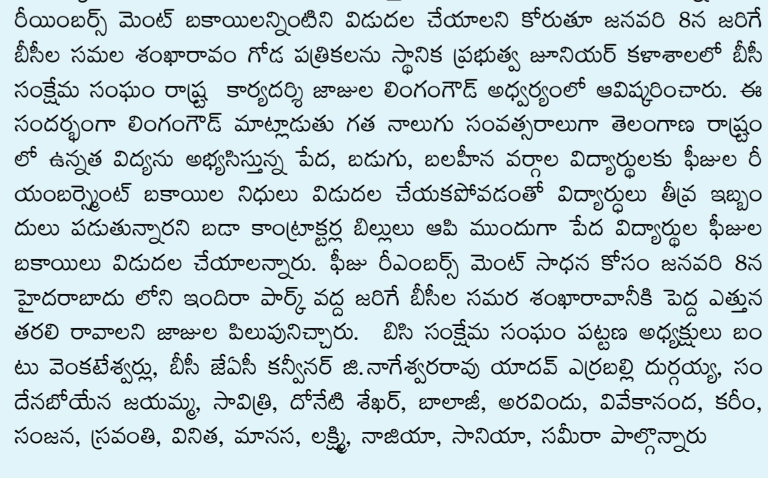 రీయింబర్స్ మెంట్ బకాయిలన్నింటిని విడుదల చేయాలని కోరుతూ జనవరి 8న జరిగే
బీసీల సమల శంఖారావం గోడ పత్రికలను స్థానిక ప్రభుత్వ జూనియర్ కళాశాలలో బీసీ
సంక్షేమ సంఘం రాష్ట్ర కార్యదర్శి జాజుల లింగంగౌడ్ అధ్వర్యంలో ఆవిష్కరించారు. ఈ
సందర్భంగా లింగంగౌడ్ మాట్లాడుతు గత నాలుగు సంవత్సరాలుగా తెలంగాణ రాష్ట్రం
లో ఉన్నత విద్యను అభ్యసిస్తున్న పేద, బడుగు, బలహీన వర్గాల విద్యార్థులకు ఫీజుల రీ
యంబర్స్మెంట్ బకాయిల నిధులు విడుదల చేయకపోవడంతో విద్యార్థులు తీవ్ర ఇబ్బం
దులు పడుతున్నారని బడా కాంట్రాక్టర్ల బిల్లులు ఆపి ముందుగా పేద విద్యార్థుల ఫీజుల
బకాయిలు విడుదల చేయాలన్నారు. ఫీజు రీఎంబర్స్ మెంట్ సాధన కోసం జనవరి 8న
హైదరాబాదు లోని ఇందిరా పార్క్ వద్ద జరిగే బీసీల సమర శంఖారావానికి పెద్ద ఎత్తున
తరలి రావాలని జాజుల పిలుపునిచ్చారు. బిసి సంక్షేమ సంఘం పట్టణ అధ్యక్షులు బం
టు వెంకటేశ్వర్లు, బీసీ జేఏసీ కన్వీనర్ జి.నాగేశ్వరరావు యాదవ్ ఎర్రబల్లి దుర్గయ్య, సం
దేనబోయేన జయమ్మ, సావిత్రి, దోనేటి శేఖర్, బాలాజీ, అరవిందు, వివేకానంద, కరీం,
సంజన, స్రవంతి, వినిత, మానస, లక్ష్మి, నాజియా, సానియా, సమీరా పాల్గొన్నారు